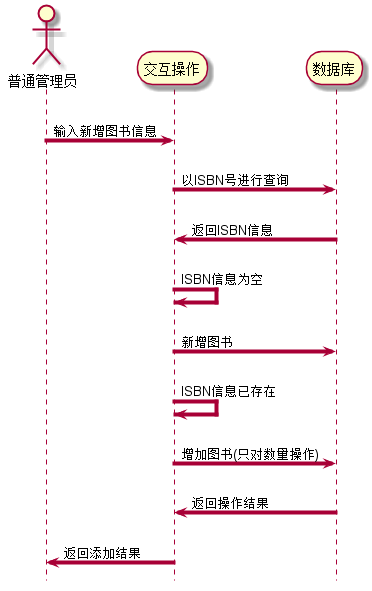 普通管理员
交互操作
数据库
输入新增图书信息
以ISBN号进行查询
返回ISBN信息
ISBN信息为空
新增图书
ISBN信息已存在
增加图书(只对数量操作)
返回操作结果
返回添加结果